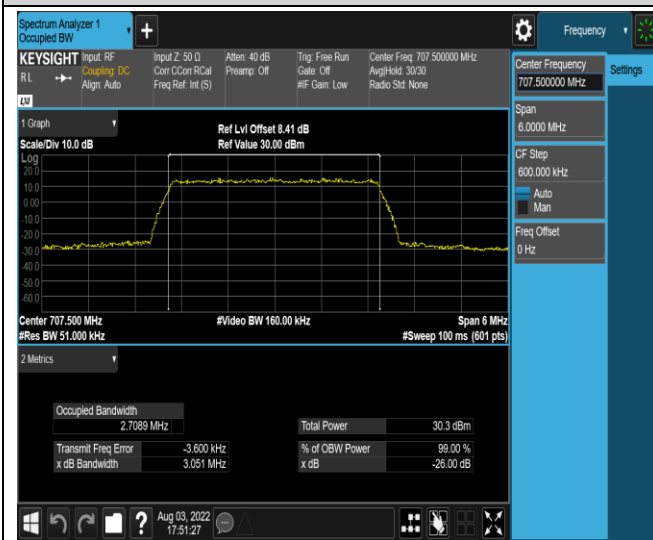 Spectrum Analyzer 1
Occupied BW
Frequency
KEYSIGHT Input: RF
R L
Coupling: DC
Align: Auto
LXI
Input Z: 50 Ω
Corr CCorr RCal
Freq Ref: Int (S)
Atten: 40 dB
Preamp: Off
Trig: Free Run
Gate: Off
#IF Gain: Low
Center Freq: 707.500000 MHz
Avg|Hold: 30/30
Radio Std: None
Center Frequency
707.500000 MHz
Settings
Span
6.0000 MHz
CF Step
600.000 kHz
Auto
Man
Freq Offset
0 Hz
1 Graph
Scale/Div 10.0 dB
Ref Lvl Offset 8.41 dB
Ref Value 30.00 dBm
Log
20.0
10.0
0.00
-10.0
-20.0
-30.0
-40.0
-50.0
-60.0
Center 707.500 MHz
#Video BW 160.00 kHz
Span 6 MHz
#Res BW 51.000 kHz
#Sweep 100 ms (601 pts)
2 Metrics
Occupied Bandwidth
2.7089 MHz
Total Power 30.3 dBm
Transmit Freq Error -3.600 kHz
% of OBW Power 99.00 %
x dB Bandwidth 3.051 MHz
x dB -26.00 dB
?
Aug 03, 2022
17:51:27